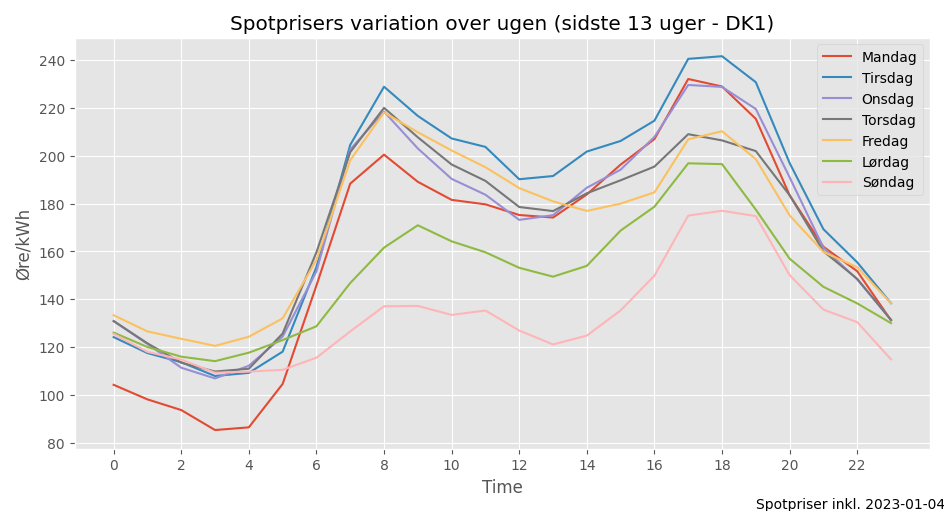 Spotprisers variation over ugen (sidste 13 uger - DK1)
Øre/kWh
240
220
200
180
160
140
120
100
80
Mandag
Tirsdag
Onsdag
Torsdag
Fredag
Lørdag
Søndag
0 2 4 6 8 10 12 14 16 18 20 22
Time
Spotpriser inkl. 2023-01-04